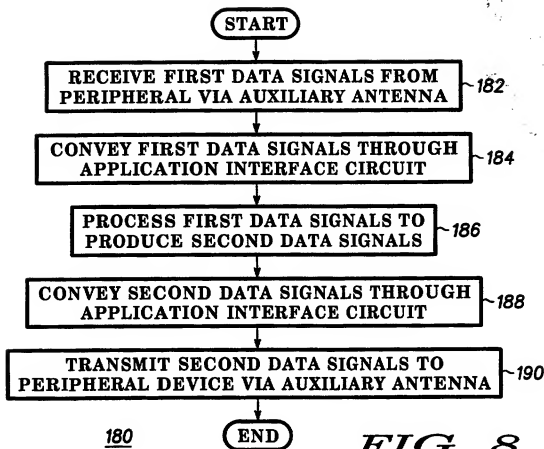 START
RECEIVE FIRST DATA SIGNALS FROM
PERIPHERAL VIA AUXILIARY ANTENNA
182
CONVEY FIRST DATA SIGNALS THROUGH
APPLICATION INTERFACE CIRCUIT
184
PROCESS FIRST DATA SIGNALS TO
PRODUCE SECOND DATA SIGNALS
186
CONVEY SECOND DATA SIGNALS THROUGH
APPLICATION INTERFACE CIRCUIT
188
TRANSMIT SECOND DATA SIGNALS TO
PERIPHERAL DEVICE VIA AUXILIARY ANTENNA
190
180
END
FIG. 8